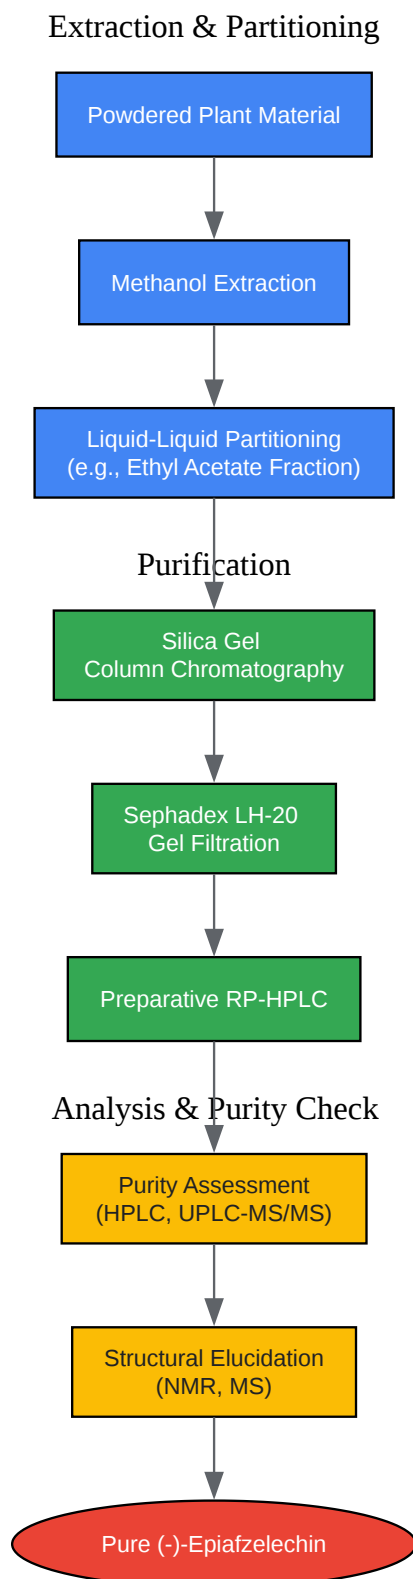 Extraction & Partitioning
Powdered Plant Material
Methanol Extraction
Liquid-Liquid Partitioning
(e.g., Ethyl Acetate Fraction)
Purification
Silica Gel
Column Chromatography
Sephadex LH-20
Gel Filtration
Preparative RP-HPLC
Analysis & Purity Check
Purity Assessment
(HPLC, UPLC-MS/MS)
Structural Elucidation
(NMR, MS)
Pure (-)-Epiafzelechin